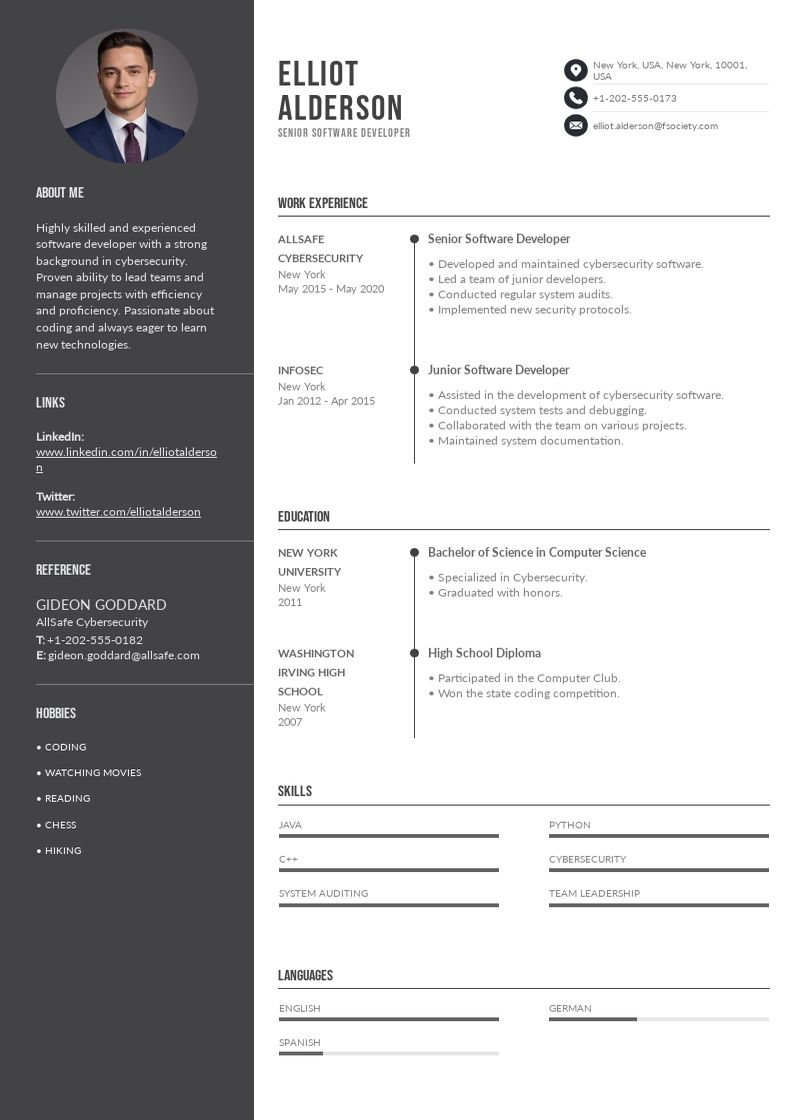 ELLIOT
ALDERSON
SENIOR SOFTWARE DEVELOPER
New York, USA, New York, 10001,
USA
+1-202-555-0173
elliot.alderson@fsociety.com
ABOUT ME
Highly skilled and experienced
software developer with a strong
background in cybersecurity.
Proven ability to lead teams and
manage projects with efficiency
and proficiency. Passionate about
coding and always eager to learn
new technologies.
LINKS
LinkedIn:
www.linkedin.com/in/elliotalderso
n
Twitter:
www.twitter.com/elliotalderson
REFERENCE
GIDEON GODDARD
AllSafe Cybersecurity
T: +1-202-555-0182
E: gideon.goddard@allsafe.com
HOBBIES
• CODING
• WATCHING MOVIES
• READING
• CHESS
• HIKING
WORK EXPERIENCE
ALLSAFE
CYBERSECURITY
New York
May 2015 - May 2020
Senior Software Developer
• Developed and maintained cybersecurity software.
• Led a team of junior developers.
• Conducted regular system audits.
• Implemented new security protocols.
INFOSEC
New York
Jan 2012 - Apr 2015
Junior Software Developer
• Assisted in the development of cybersecurity software.
• Conducted system tests and debugging.
• Collaborated with the team on various projects.
• Maintained system documentation.
EDUCATION
NEW YORK
UNIVERSITY
New York
2011
Bachelor of Science in Computer Science
• Specialized in Cybersecurity.
• Graduated with honors.
WASHINGTON
IRVING HIGH
SCHOOL
New York
2007
High School Diploma
• Participated in the Computer Club.
• Won the state coding competition.
SKILLS
JAVA
PYTHON
C++
CYBERSECURITY
SYSTEM AUDITING
TEAM LEADERSHIP
LANGUAGES
ENGLISH
GERMAN
SPANISH